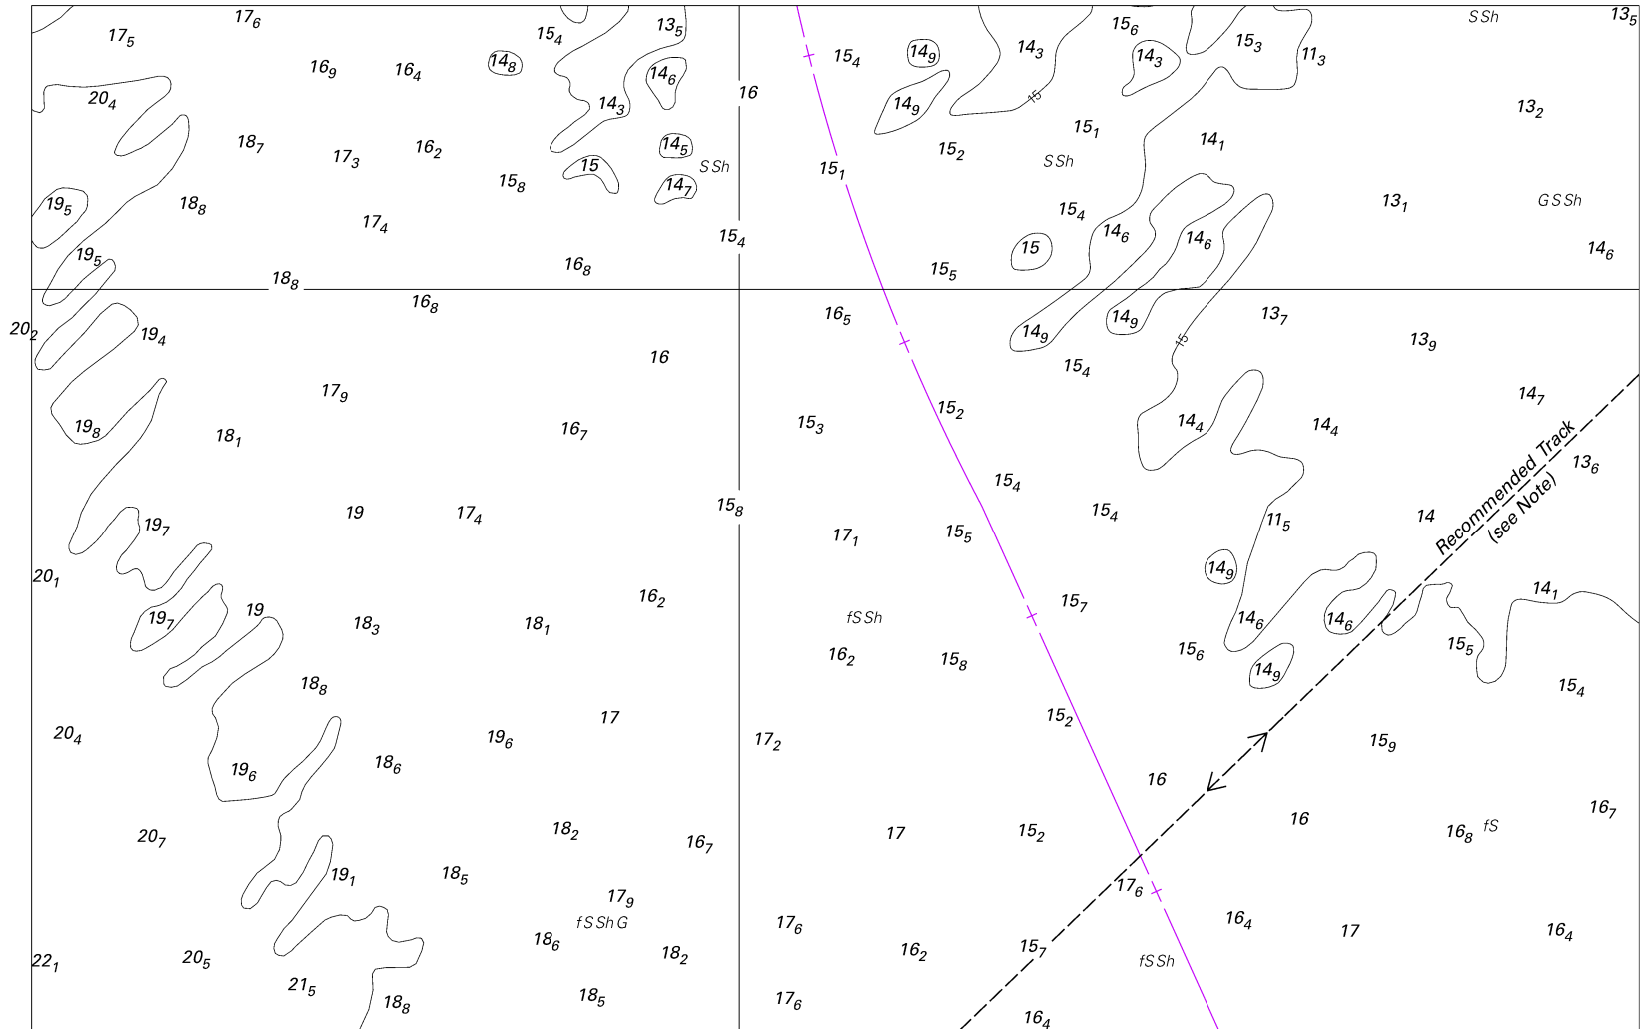 17₆ 15₄ 13₅ 15₆ SSh 13₅
17₅ 16₉ 16₄ 14₈ 14₆ 15₄ 14₉ 14₃ 14₃ 15₃ 11₃
20₄ 14₃ 16 14₉ 15 13₂
18₇ 17₃ 16₂ 14₅ 15₂ 15₁ 14₁
15₈ 15 14₇ SSh 15₁ SSh
19₅ 18₈ 17₄ 15₄ 15₄ 14₆ 14₆ 13₁ GSSh
19₅ 18₈ 16₈ 15₅ 15 14₆
20₂ 19₄ 16₈ 16 16₅ 14₉ 14₉ 15 13₇ 13₉
17₉ 15₄ 14₇
19₈ 18₁ 16₇ 15₃ 15₂ 14₄ 14₄
Recommended Track
(see Note)
13₆
19₇ 19 17₄ 15₈ 17₁ 15₅ 15₄ 15₄ 11₅ 14
20₁ 16₂ 15₇ 14₉ 14₁
19₇ 19 18₃ 18₁ fSSh 14₆ 14₆
18₈ 16₂ 15₈ 15₆ 14₉ 15₅ 15₄
20₄ 19₆ 17 17₂ 15₂ 15₉
19₆ 18₆ 16
20₇ 18₂ 16₇ 17 15₂ 16 16₈ fS 16₇
19₁ 18₅ 17₉ 17₆
fSShG 17₆ 16₄ 17 16₄
22₁ 20₅ 18₆ 18₂ 16₂ 15₇ fSSh
21₅ 18₈ 18₅ 17₆ 16₄